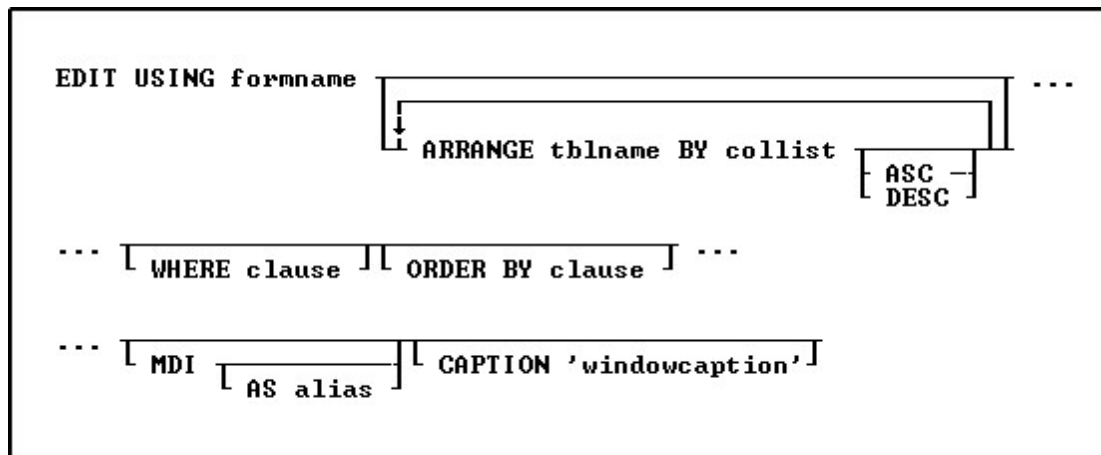 EDIT USING formname ...
ARRANGE tblname BY collist
ASC
DESC
... WHERE clause ORDER BY clause ...
... MDI CAPTION 'windowcaption'
AS alias